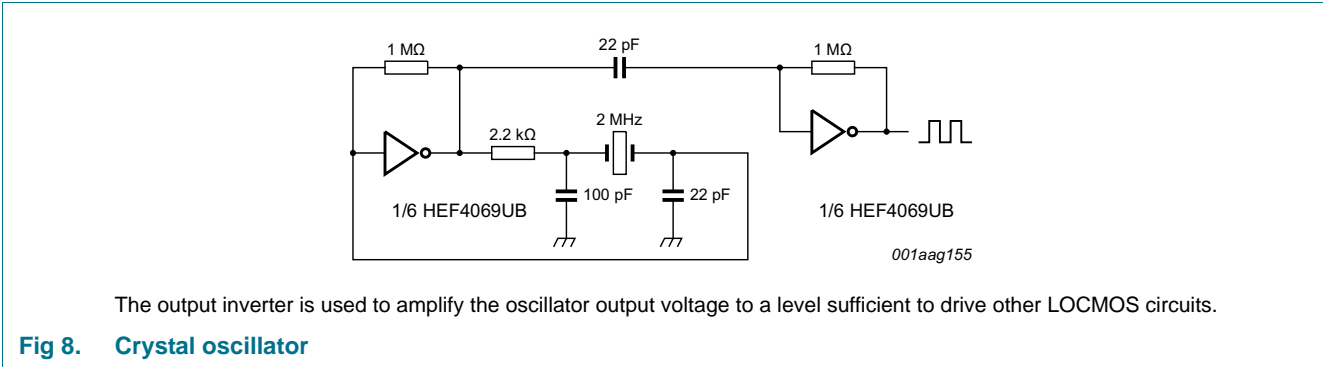 1 MΩ
22 pF
1 MΩ
2.2 kΩ
2 MHz
100 pF
22 pF
1/6 HEF4069UB
1/6 HEF4069UB
001aag155
The output inverter is used to amplify the oscillator output voltage to a level sufficient to drive other LOCMOS circuits.
Fig 8. Crystal oscillator